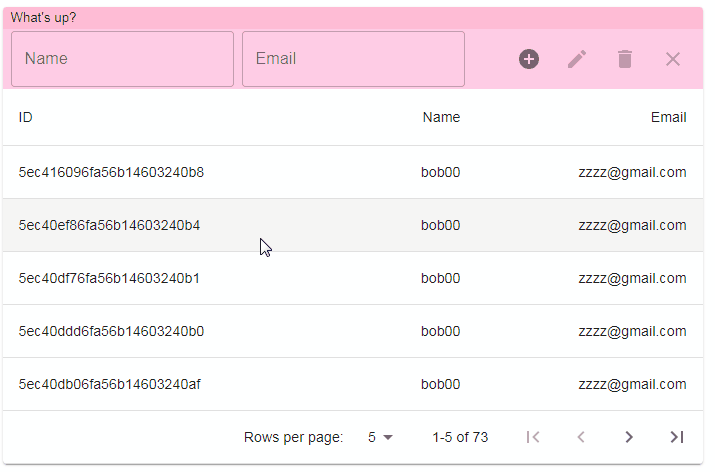 What's up?
Name Email
ID Name Email
5ec416096fa56b14603240b8 bob00 zzzz@gmail.com
5ec40ef86fa56b14603240b4 bob00 zzzz@gmail.com
5ec40df76fa56b14603240b1 bob00 zzzz@gmail.com
5ec40ddd6fa56b14603240b0 bob00 zzzz@gmail.com
5ec40db06fa56b14603240af bob00 zzzz@gmail.com
Rows per page: 5 1-5 of 73